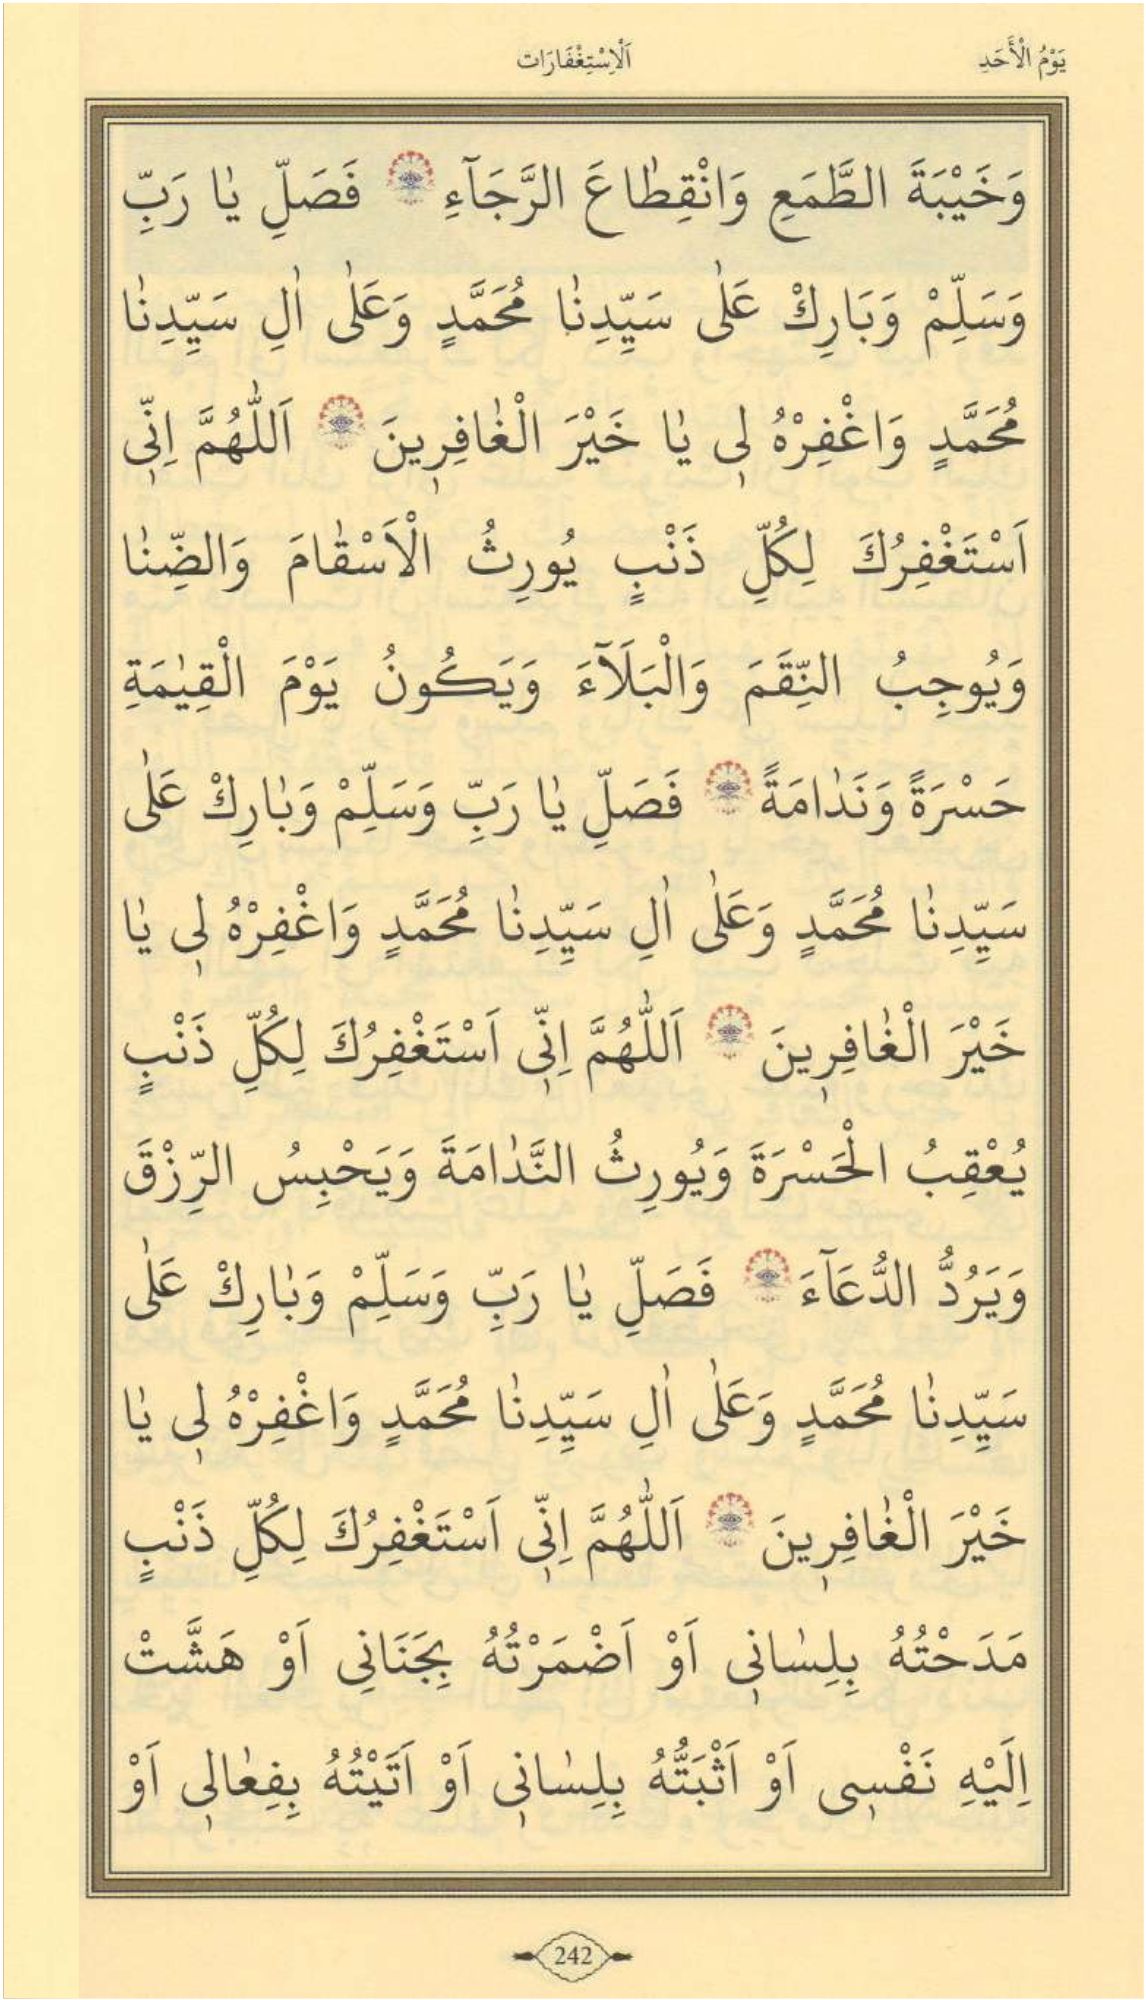 يَوْمُ الْأَحَدِ
اَلْاِسْتِغْفَارَات
وَخَيْبَةَ الطَّمَعِ وَانْقِطٰاعَ الرَّجَآءِ ۞ فَصَلِّ يٰا رَبِّ
وَسَلِّمْ وَبَارِكْ عَلٰى سَيِّدِنٰا مُحَمَّدٍ وَعَلٰى اٰلِ سَيِّدِنٰا
مُحَمَّدٍ وَاغْفِرْهُ لٖى يٰا خَيْرَ الْغٰافِرٖينَ ۞ اَللّٰهُمَّ اِنّٖى
اَسْتَغْفِرُكَ لِكُلِّ ذَنْبٍ يُورِثُ الْاَسْقٰامَ وَالضِّنٰا
وَيُوجِبُ النِّقَمَ وَالْبَلَآءَ وَيَكُونُ يَوْمَ الْقِيٰمَةِ
حَسْرَةً وَنَدٰامَةً ۞ فَصَلِّ يٰا رَبِّ وَسَلِّمْ وَبٰارِكْ عَلٰى
سَيِّدِنٰا مُحَمَّدٍ وَعَلٰى اٰلِ سَيِّدِنٰا مُحَمَّدٍ وَاغْفِرْهُ لٖى يٰا
خَيْرَ الْغٰافِرٖينَ ۞ اَللّٰهُمَّ اِنّٖى اَسْتَغْفِرُكَ لِكُلِّ ذَنْبٍ
يُعْقِبُ الْحَسْرَةَ وَيُورِثُ النَّدٰامَةَ وَيَحْبِسُ الرِّزْقَ
وَيَرُدُّ الدُّعَآءَ ۞ فَصَلِّ يٰا رَبِّ وَسَلِّمْ وَبٰارِكْ عَلٰى
سَيِّدِنٰا مُحَمَّدٍ وَعَلٰى اٰلِ سَيِّدِنٰا مُحَمَّدٍ وَاغْفِرْهُ لٖى يٰا
خَيْرَ الْغٰافِرٖينَ ۞ اَللّٰهُمَّ اِنّٖى اَسْتَغْفِرُكَ لِكُلِّ ذَنْبٍ
مَدَحْتُهُ بِلِسٰانٖى اَوْ اَضْمَرْتُهُ بِجَنَانِى اَوْ هَشَّتْ
اِلَيْهِ نَفْسٖى اَوْ اَثْبَتُّهُ بِلِسٰانٖى اَوْ اَتَيْتُهُ بِفِعٰالٖى اَوْ
242